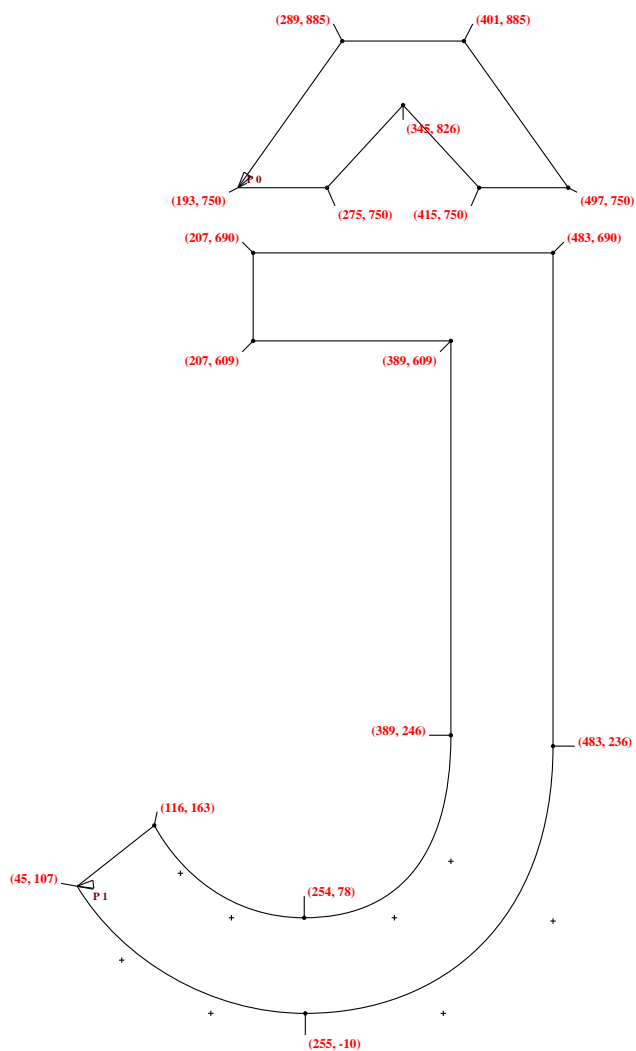 (289, 885) (401, 885)
(345, 826)
P 0
(193, 750) (275, 750) (415, 750) (497, 750)
(207, 690) (483, 690)
(207, 609) (389, 609)
(389, 246) (483, 236)
(116, 163)
(45, 107)
P 1
(254, 78)
(255, -10)